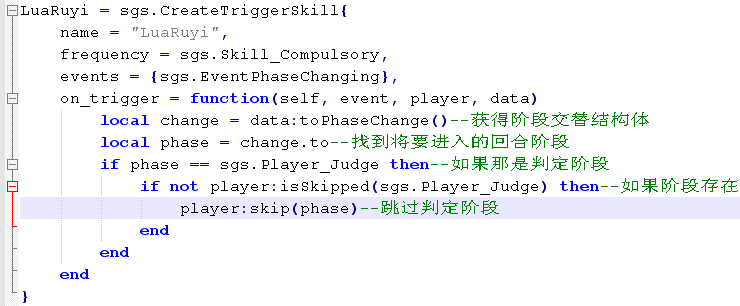 LuaRuyi = sgs.CreateTriggerSkill{
    name = "LuaRuyi",
    frequency = sgs.Skill_Compulsory,
    events = {sgs.EventPhaseChanging},
    on_trigger = function(self, event, player, data)
        local change = data:toPhaseChange()--获得阶段交替结构体
        local phase = change.to--找到将要进入的回合阶段
        if phase == sgs.Player_Judge then--如果那是判定阶段
            if not player:isSkipped(sgs.Player_Judge) then--如果阶段存在
                player:skip(phase)--跳过判定阶段
            end
        end
    end
}